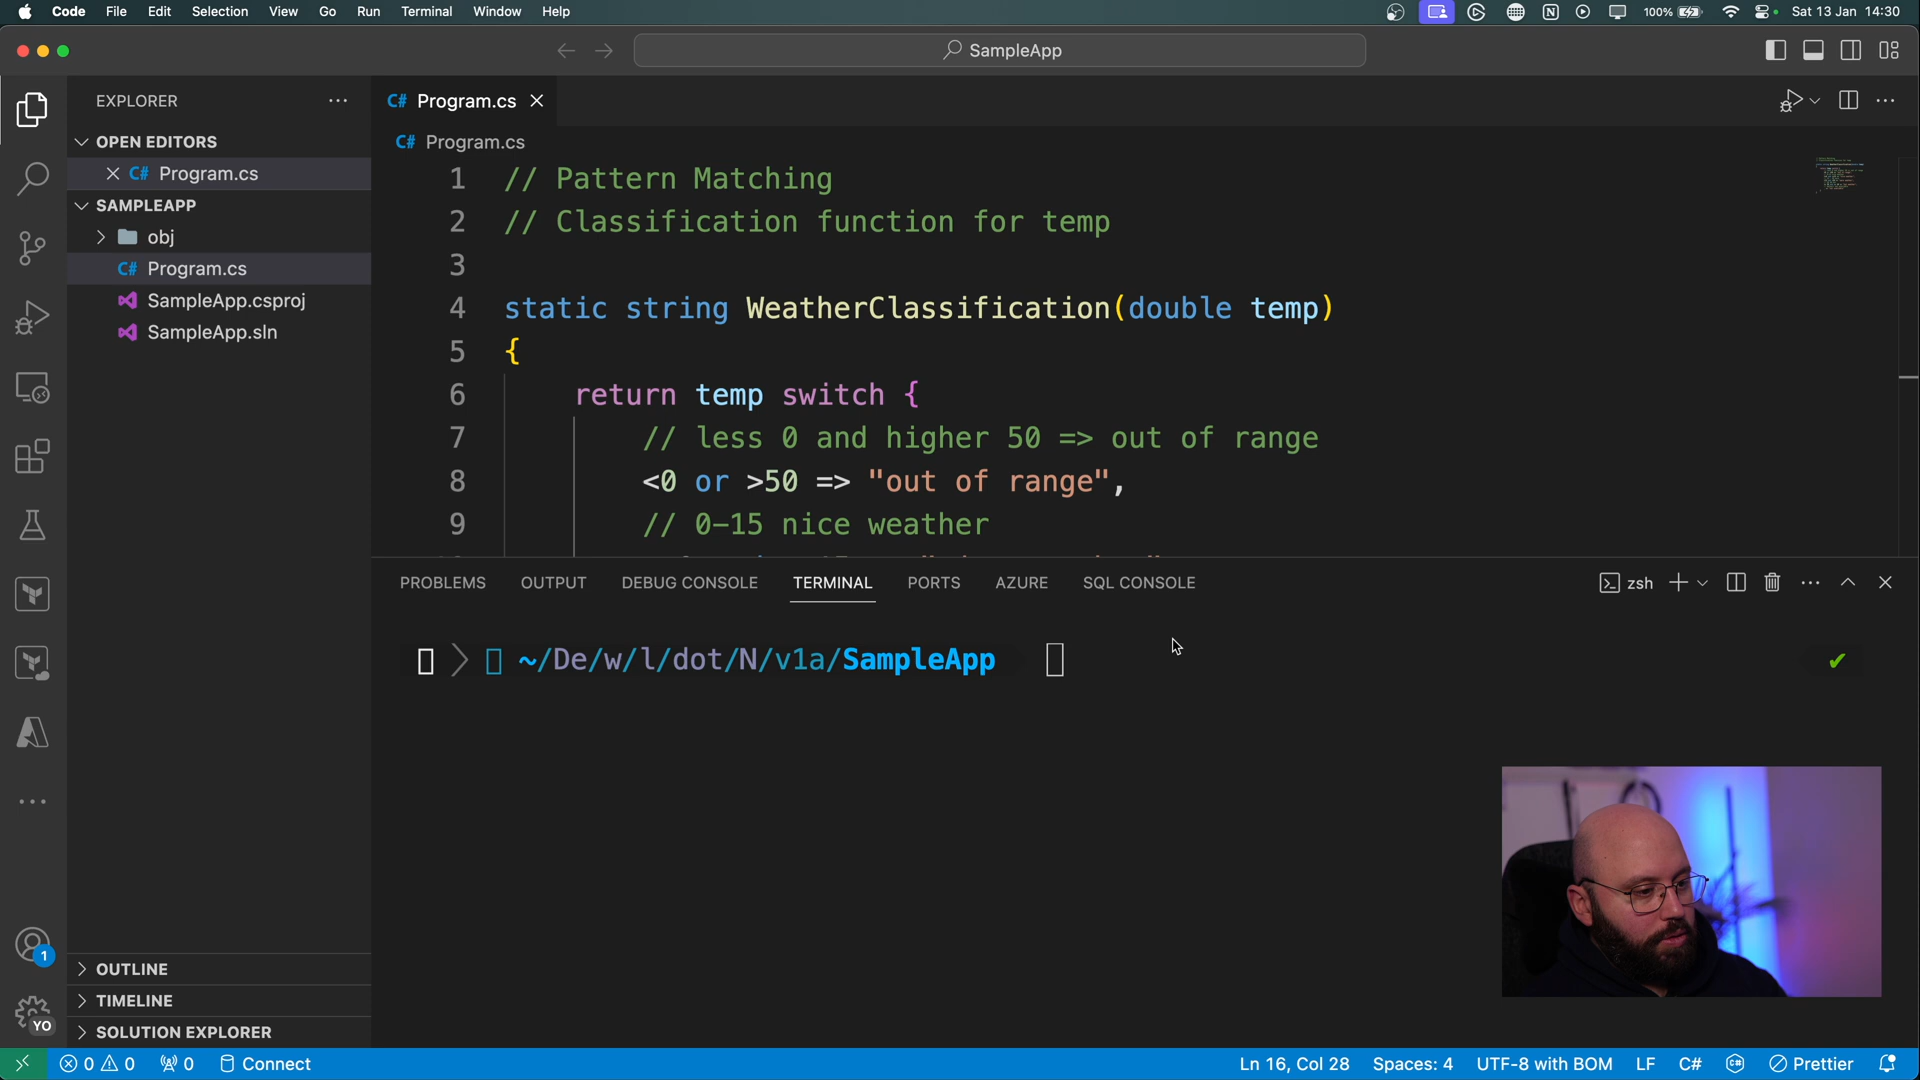 Code File Edit Selection View Go Run Terminal Window Help 100% Sat 13 Jan 14:30
SampleApp
EXPLORER
OPEN EDITORS
C# Program.cs
SAMPLEAPP
obj
C# Program.cs
SampleApp.csproj
SampleApp.sln
OUTLINE
TIMELINE
SOLUTION EXPLORER
1
YO
C# Program.cs
C# Program.cs
1 // Pattern Matching
2 // Classification function for temp
3
4 static string WeatherClassification(double temp)
5 {
6 return temp switch {
7 // less 0 and higher 50 => out of range
8 <0 or >50 => "out of range",
9 // 0-15 nice weather
PROBLEMS OUTPUT DEBUG CONSOLE TERMINAL PORTS AZURE SQL CONSOLE zsh
~/De/w/l/dot/N/v1a/SampleApp
0 0 0 Connect Ln 16, Col 28 Spaces: 4 UTF-8 with BOM LF C# Prettier